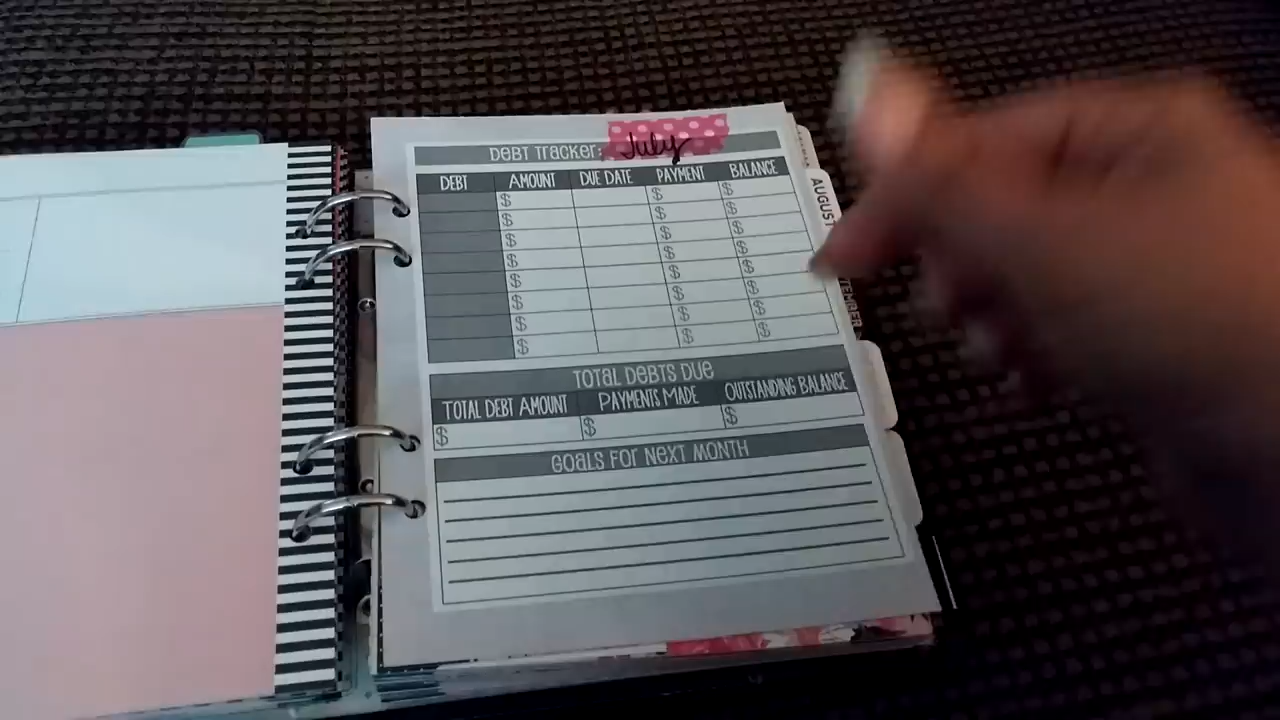 DEBT TRACKER: July
DEBT AMOUNT DUE DATE PAYMENT BALANCE
$ $ $
$ $ $
$ $ $
$ $ $
$ $ $
$ $ $
$ $ $
$ $ $
TOTAL DEBTS DUE
TOTAL DEBT AMOUNT PAYMENTS MADE OUTSTANDING BALANCE
$ $ $
GOALS FOR NEXT MONTH
AUGUST
TEMBER